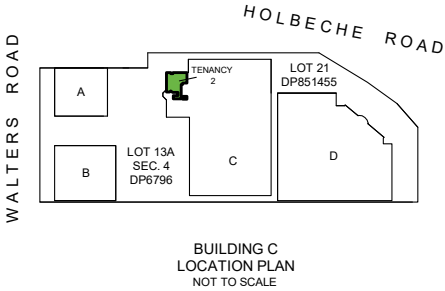 HOLBECHE ROAD
WALTERS ROAD
TENANCY
2
LOT 21
DP851455
A
LOT 13A
SEC. 4
DP6796
B
C
D
BUILDING C
LOCATION PLAN
NOT TO SCALE